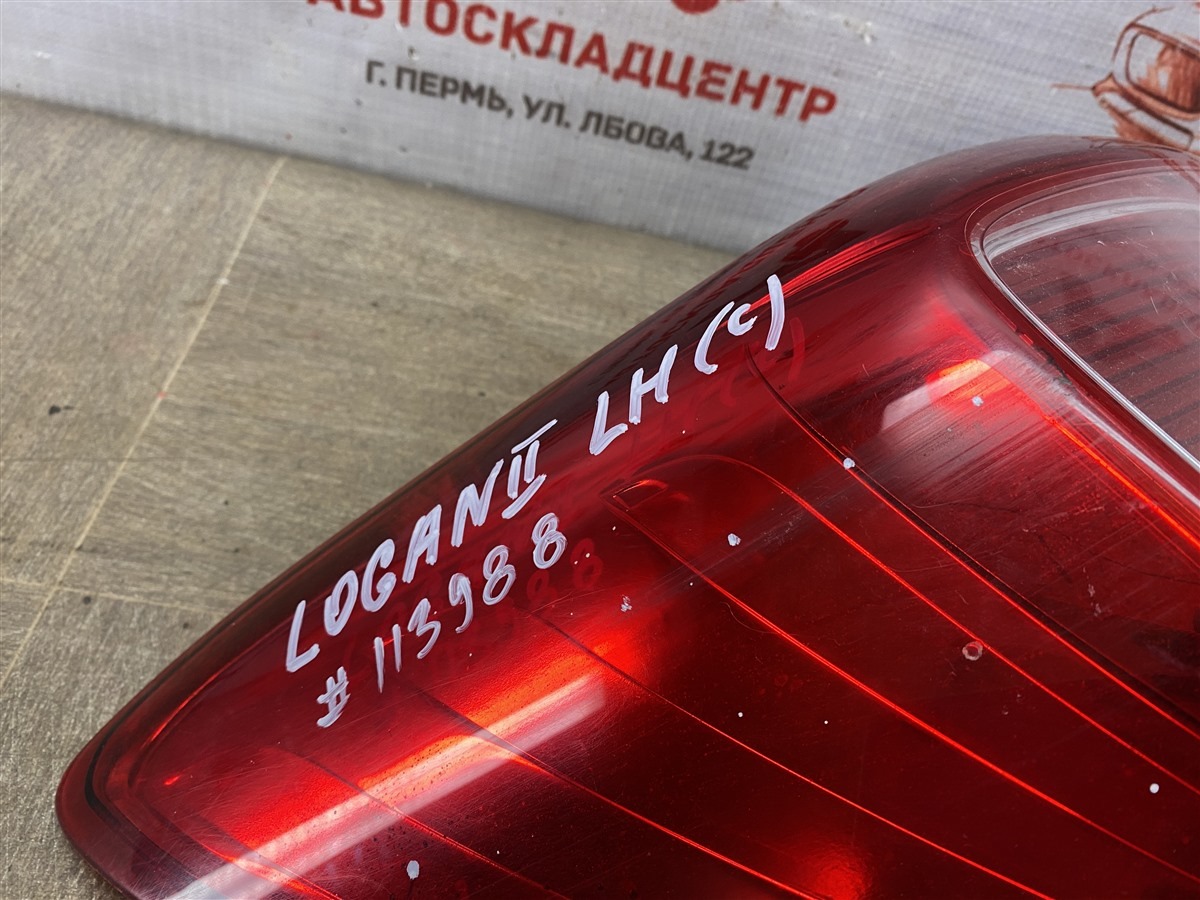 АВТОСКЛАДЦЕНТР
Г. ПЕРМЬ, УЛ. ЛБОВА, 122
LOGAN II LH (c)
#113988